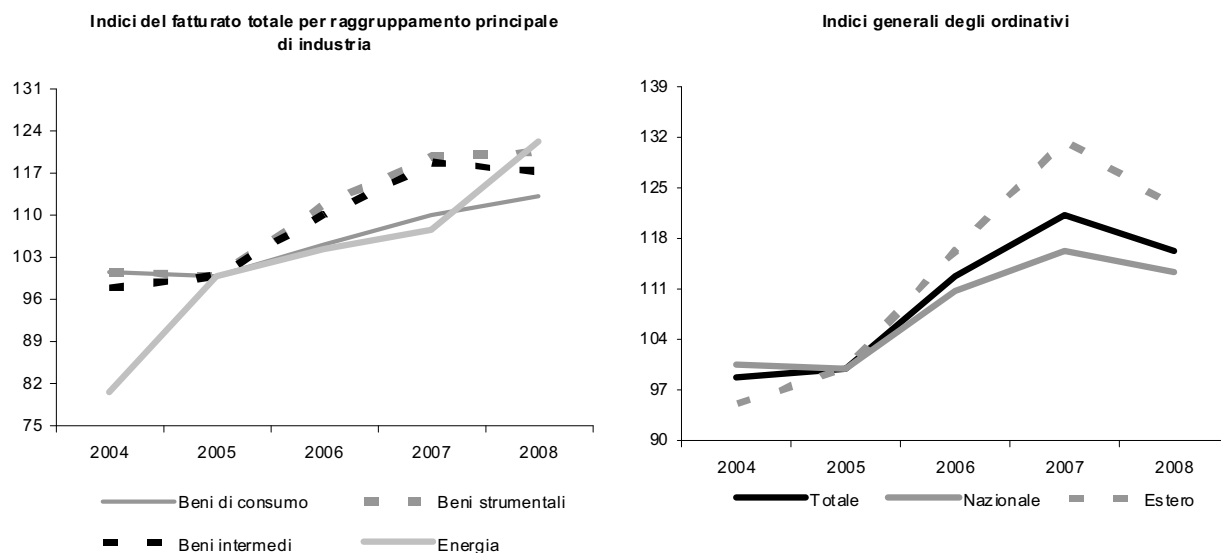 Indici del fatturato totale per raggruppamento principale
di industria
131
124
117
110
103
96
89
82
75
2004 2005 2006 2007 2008
Beni di consumo Beni strumentali
Beni intermedi Energia
Indici generali degli ordinativi
139
132
125
118
111
104
97
90
2004 2005 2006 2007 2008
Totale Nazionale Estero